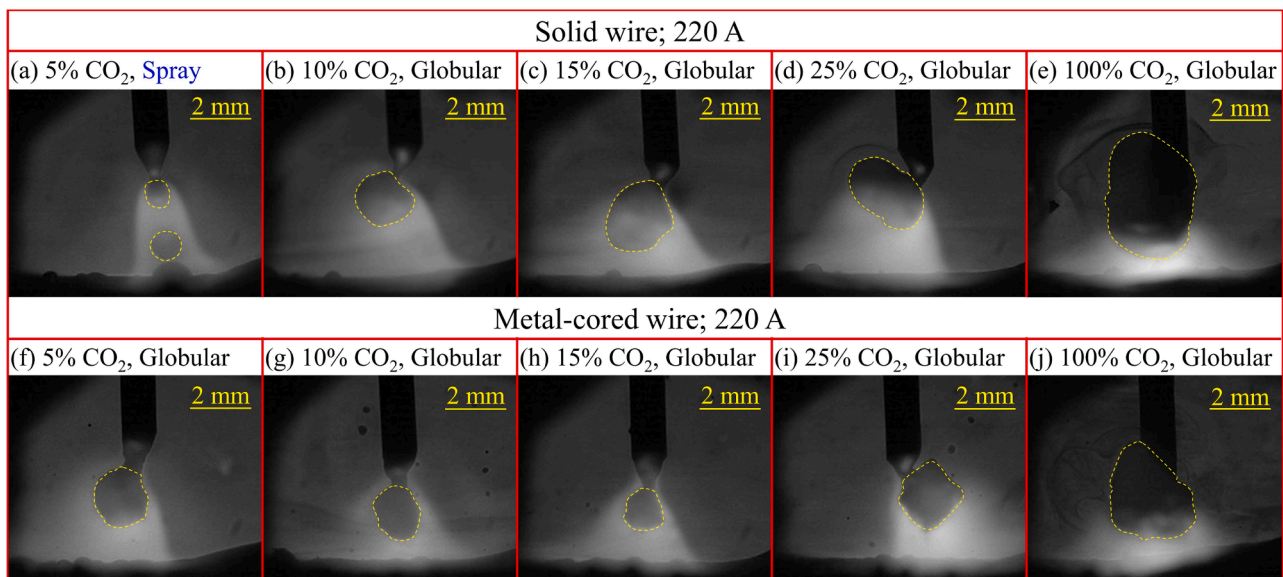 Solid wire; 220 A
(a) 5% CO₂, Spray
(b) 10% CO₂, Globular
(c) 15% CO₂, Globular
(d) 25% CO₂, Globular
(e) 100% CO₂, Globular
2 mm
2 mm
2 mm
2 mm
2 mm
Metal-cored wire; 220 A
(f) 5% CO₂, Globular
(g) 10% CO₂, Globular
(h) 15% CO₂, Globular
(i) 25% CO₂, Globular
(j) 100% CO₂, Globular
2 mm
2 mm
2 mm
2 mm
2 mm